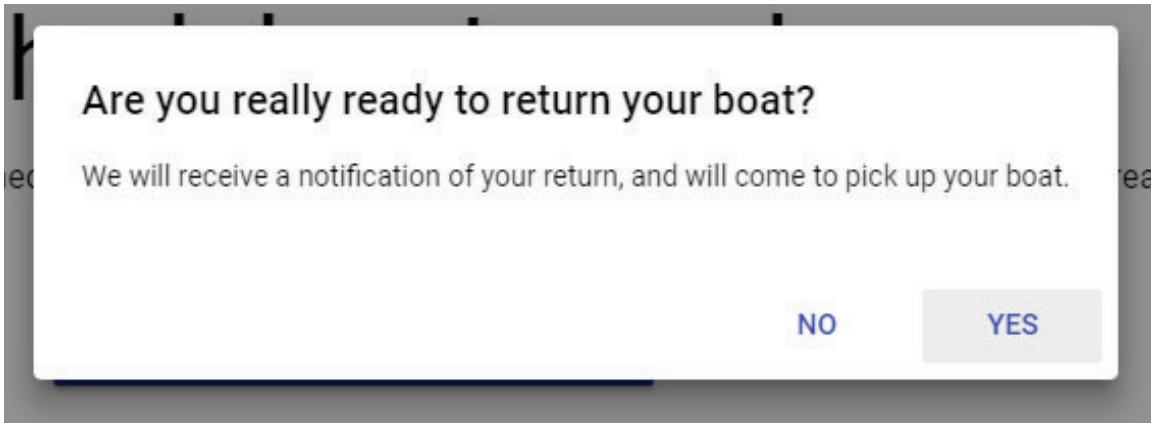 Are you really ready to return your boat?
We will receive a notification of your return, and will come to pick up your boat.
NO YES